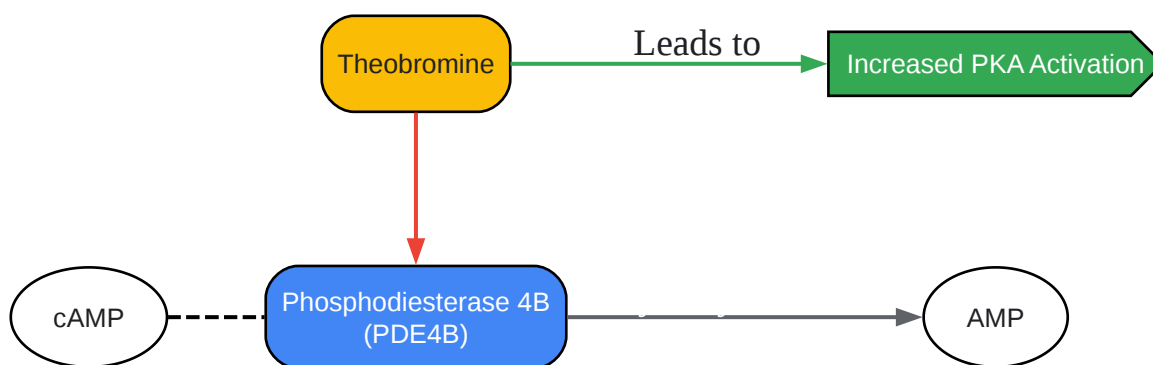 Leads to
Theobromine
Increased PKA Activation
Phosphodiesterase 4B
(PDE4B)
cAMP
AMP